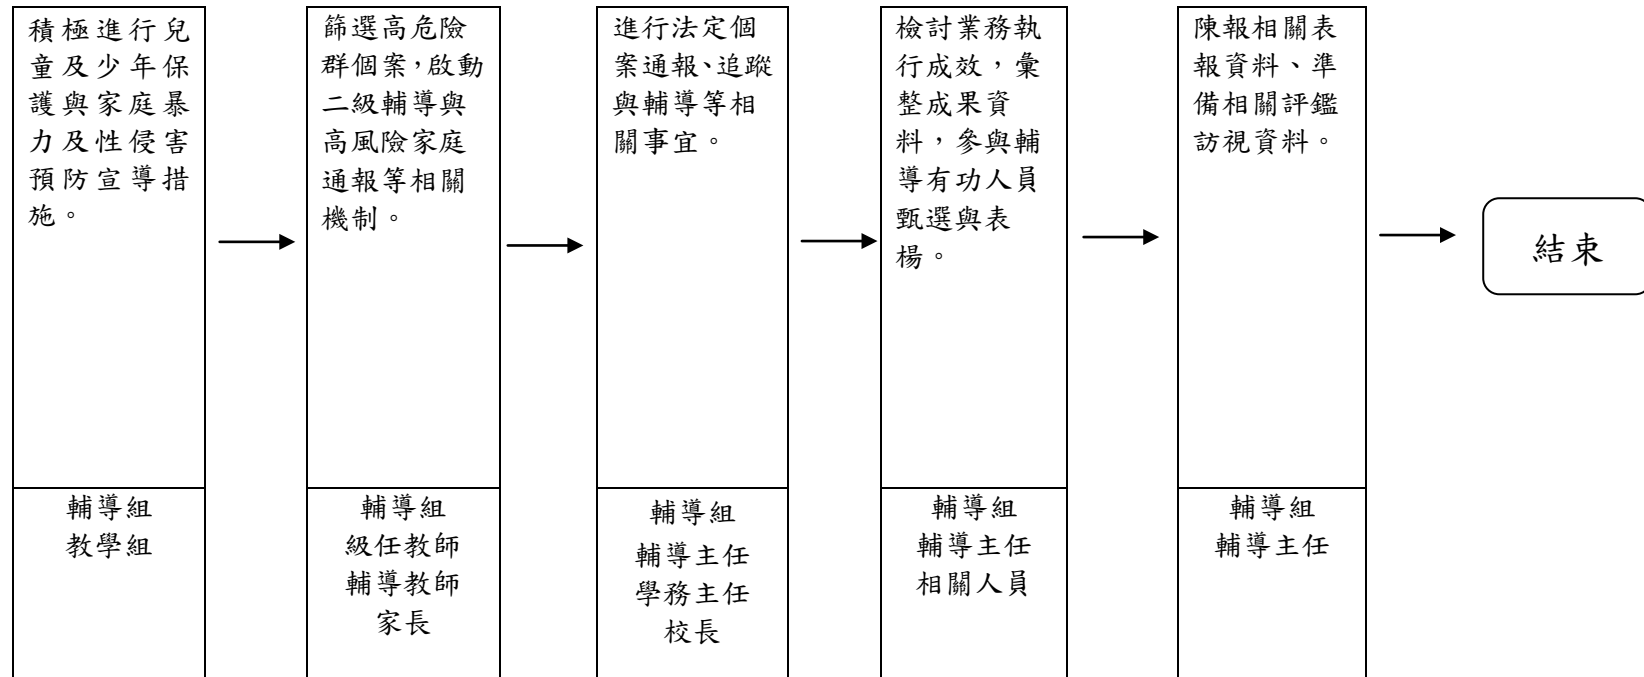 積極進行兒
童及少年保
護與家庭暴
力及性侵害
預防宣導措
施。
輔導組
教學組
篩選高危險
群個案，啟動
二級輔導與
高風險家庭
通報等相關
機制。
輔導組
級任教師
輔導教師
家長
進行法定個
案通報、追蹤
與輔導等相
關事宜。
輔導組
輔導主任
學務主任
校長
檢討業務執
行成效，彙
整成果資
料，參與輔
導有功人員
甄選與表
楊。
輔導組
輔導主任
相關人員
陳報相關表
報資料、準
備相關評鑑
訪視資料。
輔導組
輔導主任
結束